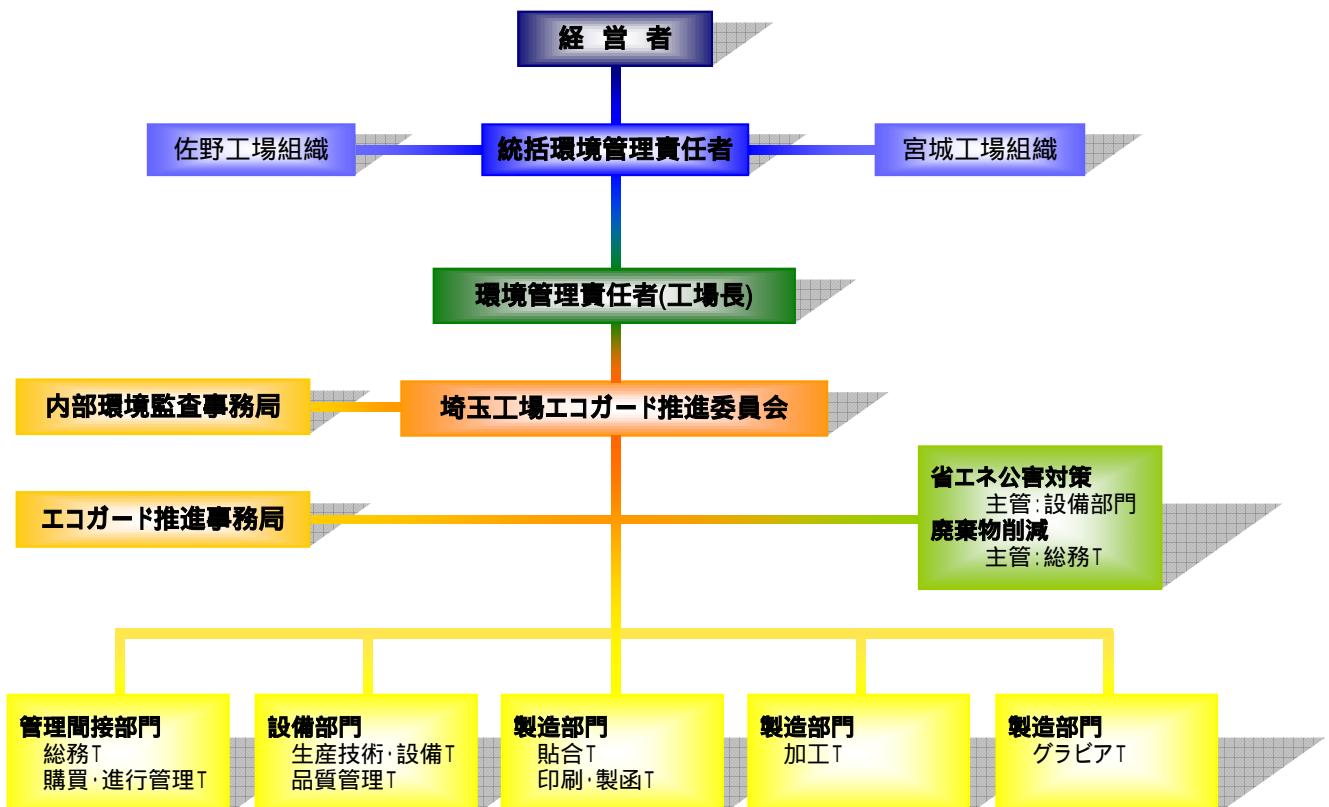 経 営 者
佐野工場組織
統括環境管理責任者
宮城工場組織
環境管理責任者(工場長)
内部環境監査事務局
埼玉工場エコガード推進委員会
エコガード推進事務局
省エネ公害対策
主管:設備部門
廃棄物削減
主管:総務T
管理間接部門
総務T
購買・進行管理T
設備部門
生産技術・設備T
品質管理T
製造部門
貼合T
印刷・製函T
製造部門
加工T
製造部門
グラビアT